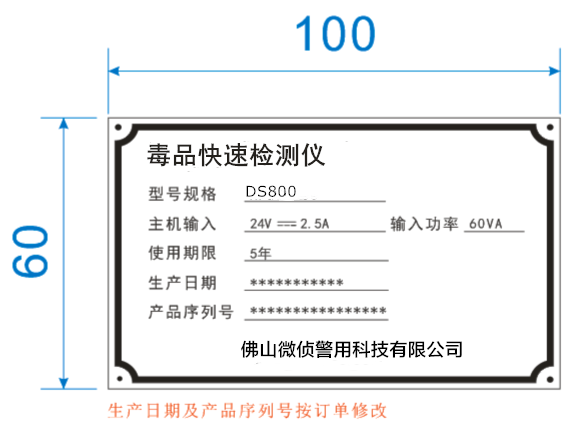 100
60
毒品快速检测仪
型号规格 DS800
主机输入 24V ⎓ 2.5A 输入功率 60VA
使用期限 5年
生产日期 ***********
产品序列号 ****************
佛山微侦警用科技有限公司
生产日期及产品序列号按订单修改